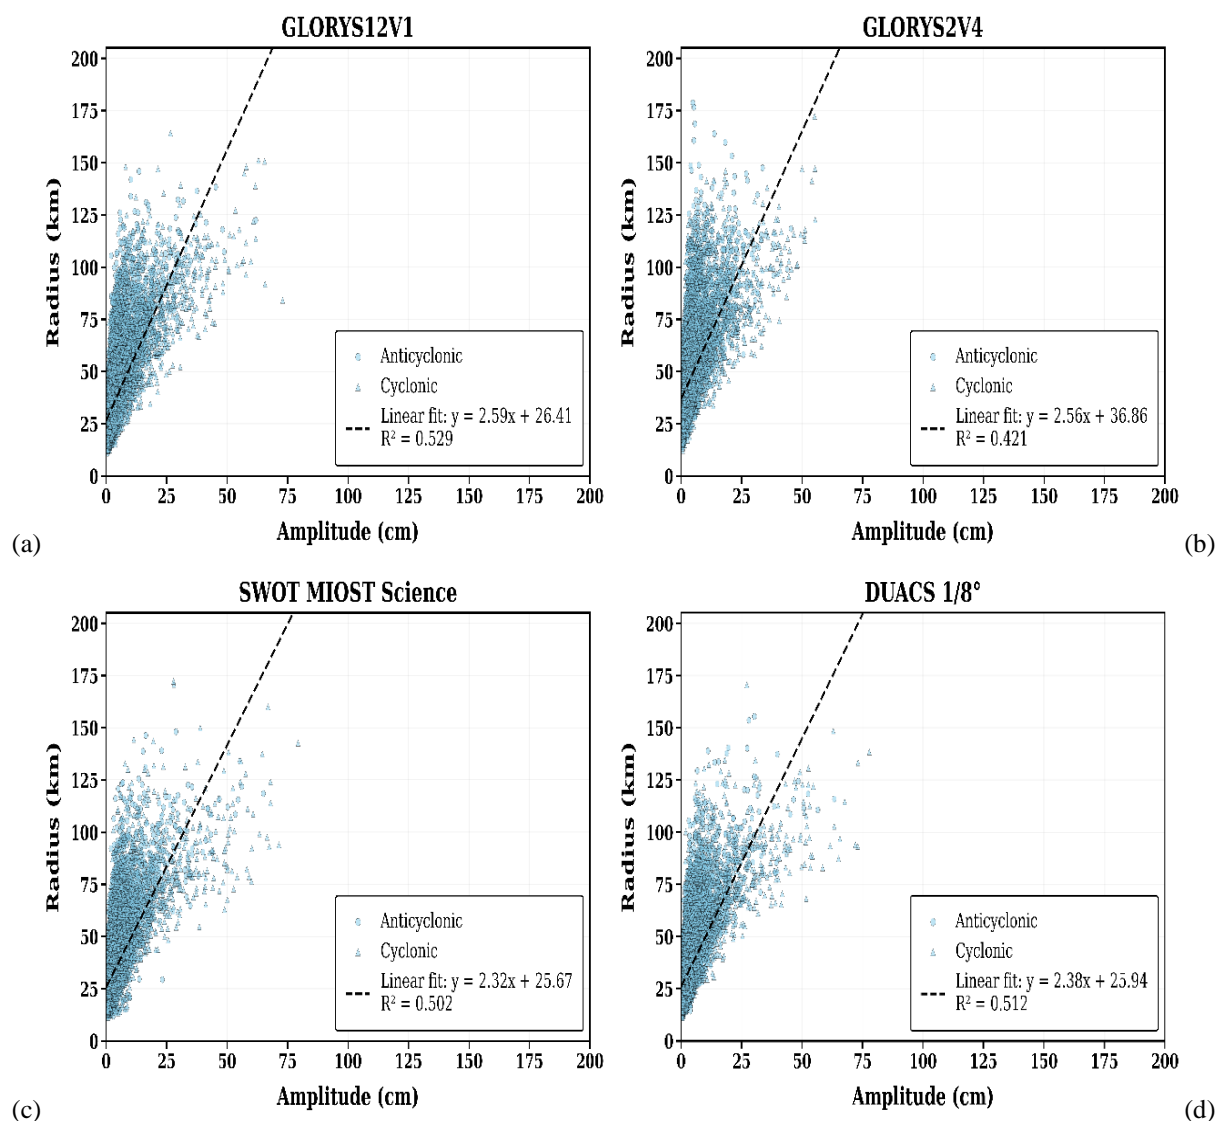 GLORYS12V1
200
175
150
125
100
75
50
25
0
Radius (km)
0 25 50 75 100 125 150 175 200
Amplitude (cm)
Anticyclonic
Cyclonic
Linear fit: y = 2.59x + 26.41
R² = 0.529
(a)
GLORYS2V4
200
175
150
125
100
75
50
25
0
Radius (km)
0 25 50 75 100 125 150 175 200
Amplitude (cm)
Anticyclonic
Cyclonic
Linear fit: y = 2.56x + 36.86
R² = 0.421
(b)
SWOT MIOST Science
200
175
150
125
100
75
50
25
0
Radius (km)
0 25 50 75 100 125 150 175 200
Amplitude (cm)
Anticyclonic
Cyclonic
Linear fit: y = 2.32x + 25.67
R² = 0.502
(c)
DUACS 1/8°
200
175
150
125
100
75
50
25
0
Radius (km)
0 25 50 75 100 125 150 175 200
Amplitude (cm)
Anticyclonic
Cyclonic
Linear fit: y = 2.38x + 25.94
R² = 0.512
(d)